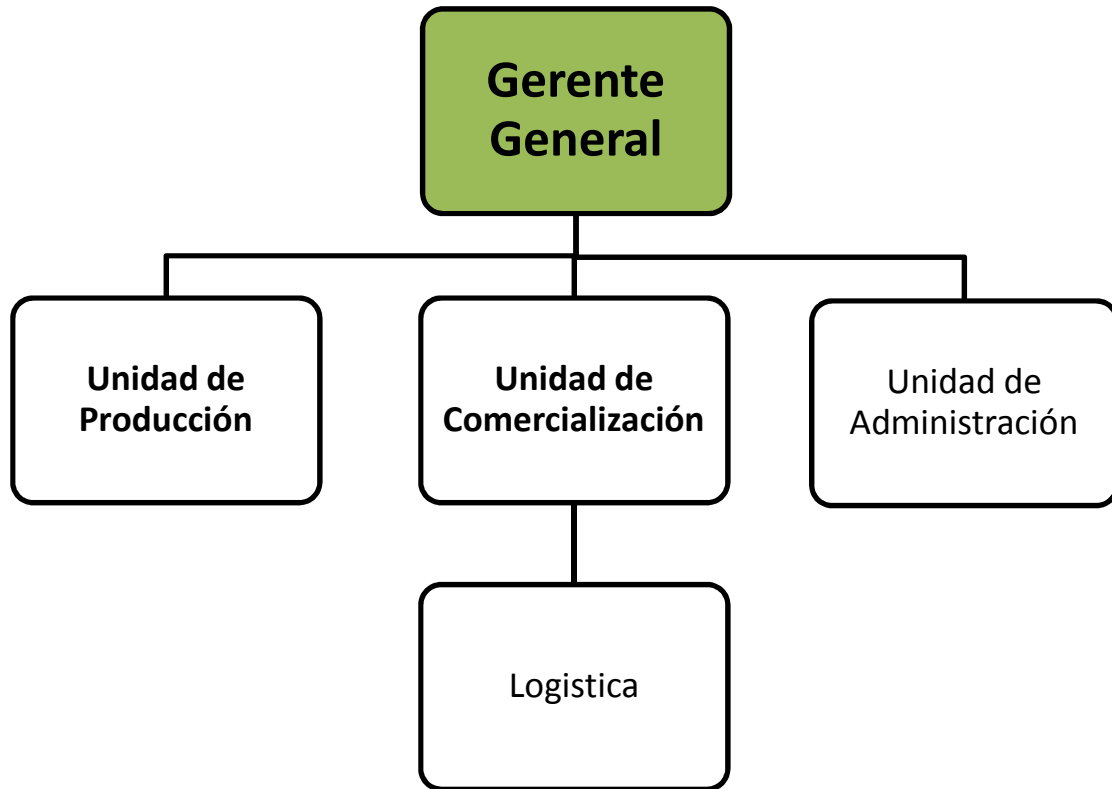 Gerente
General
Unidad de
Producción
Unidad de
Comercialización
Unidad de
Administración
Logistica